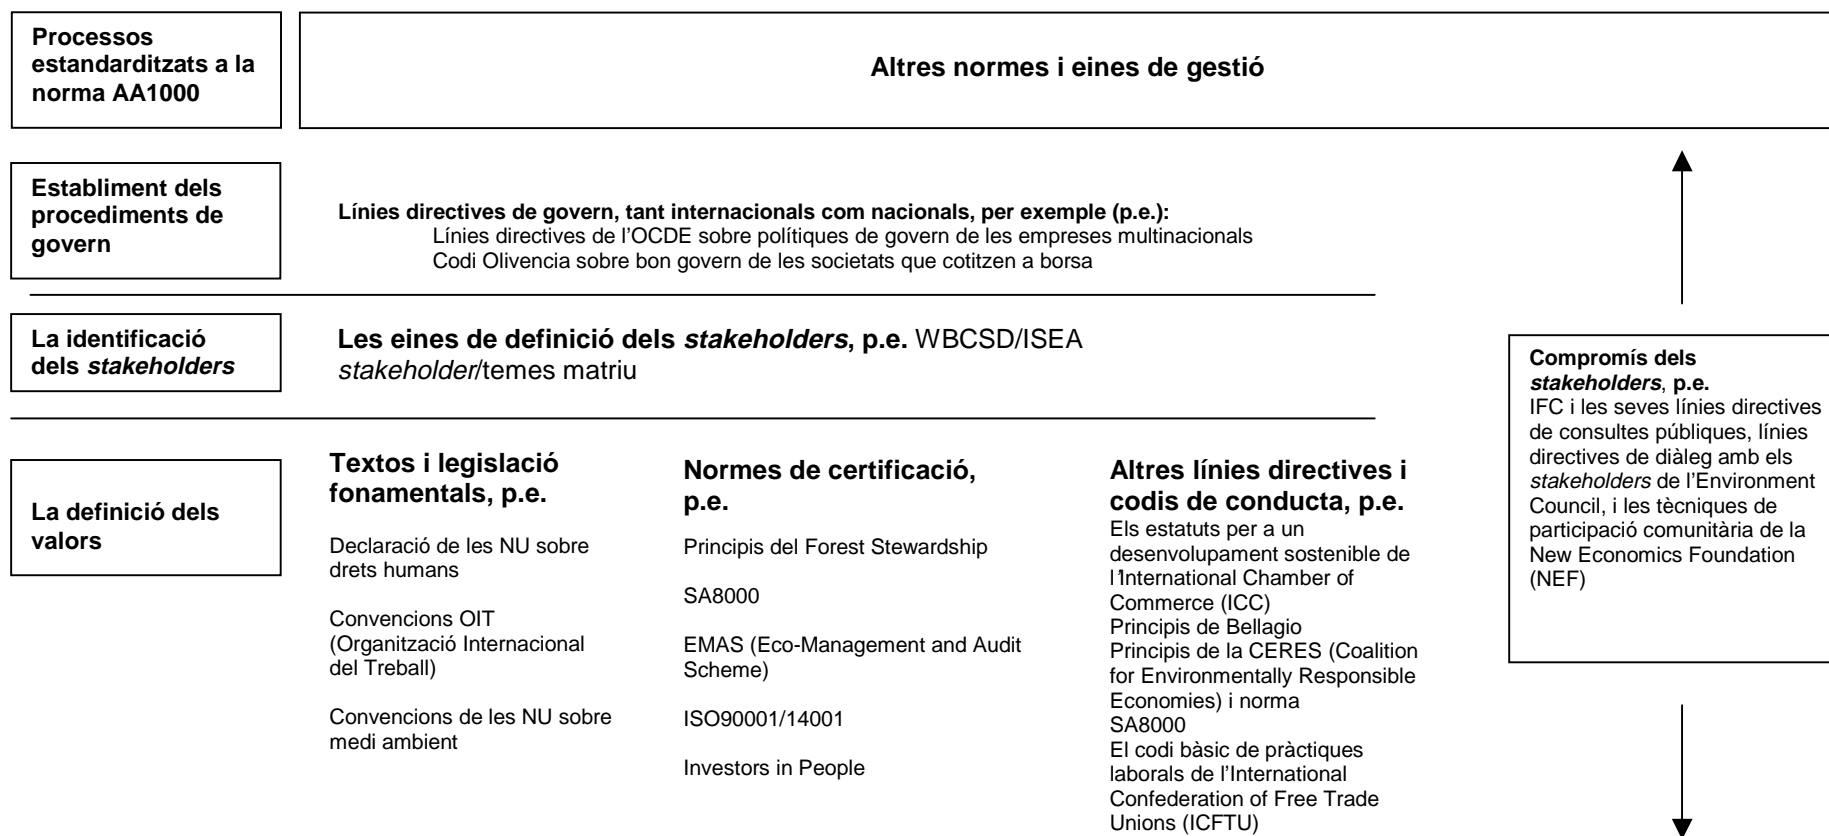 Processos
estandarditzats a la
norma AA1000
Altres normes i eines de gestió
Establiment dels
procediments de
govern
Línies directives de govern, tant internacionals com nacionals, per exemple (p.e.):
Línies directives de l’OCDE sobre polítiques de govern de les empreses multinacionals
Codi Olivencia sobre bon govern de les societats que cotitzen a borsa
La identificació
dels stakeholders
Les eines de definició dels stakeholders, p.e. WBCSD/ISEA
stakeholder/temes matriu
Compromís dels
stakeholders, p.e.
IFC i les seves línies directives
de consultes públiques, línies
directives de diàleg amb els
stakeholders de l’Environment
Council, i les tècniques de
participació comunitària de la
New Economics Foundation
(NEF)
La definició dels
valors
Textos i legislació
fonamentals, p.e.
Declaració de les NU sobre
drets humans
Convencions OIT
(Organització Internacional
del Treball)
Convencions de les NU sobre
medi ambient
Normes de certificació,
p.e.
Principis del Forest Stewardship
SA8000
EMAS (Eco-Management and Audit
Scheme)
ISO90001/14001
Investors in People
Altres línies directives i
codis de conducta, p.e.
Els estatuts per a un
desenvolupament sostenible de
l’International Chamber of
Commerce (ICC)
Principis de Bellagio
Principis de la CERES (Coalition
for Environmentally Responsible
Economies) i norma
SA8000
El codi bàsic de pràctiques
laborals de l’International
Confederation of Free Trade
Unions (ICFTU)